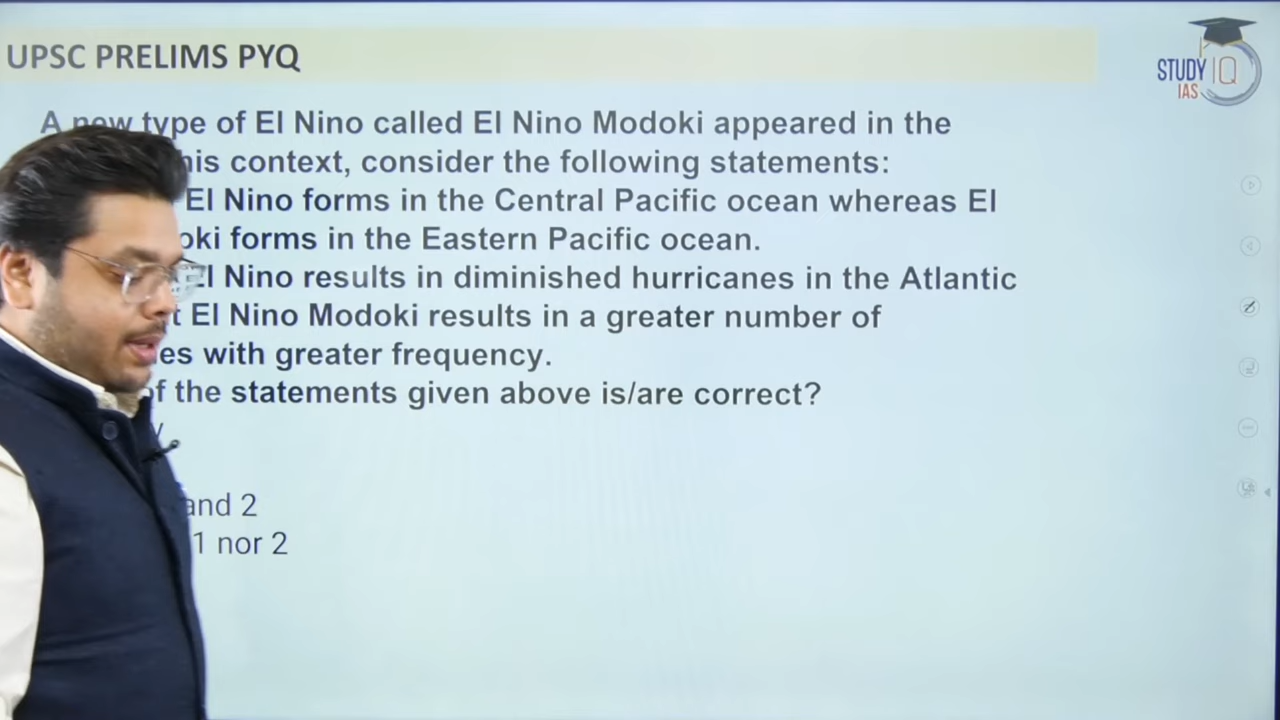 UPSC PRELIMS PYQ
STUDY IQ
IAS
A new type of El Nino called El Nino Modoki appeared in the
context, consider the following statements:
El Nino forms in the Central Pacific ocean whereas El
forms in the Eastern Pacific ocean.
El Nino results in diminished hurricanes in the Atlantic
El Nino Modoki results in a greater number of
with greater frequency.
the statements given above is/are correct?
and 2
1 nor 2